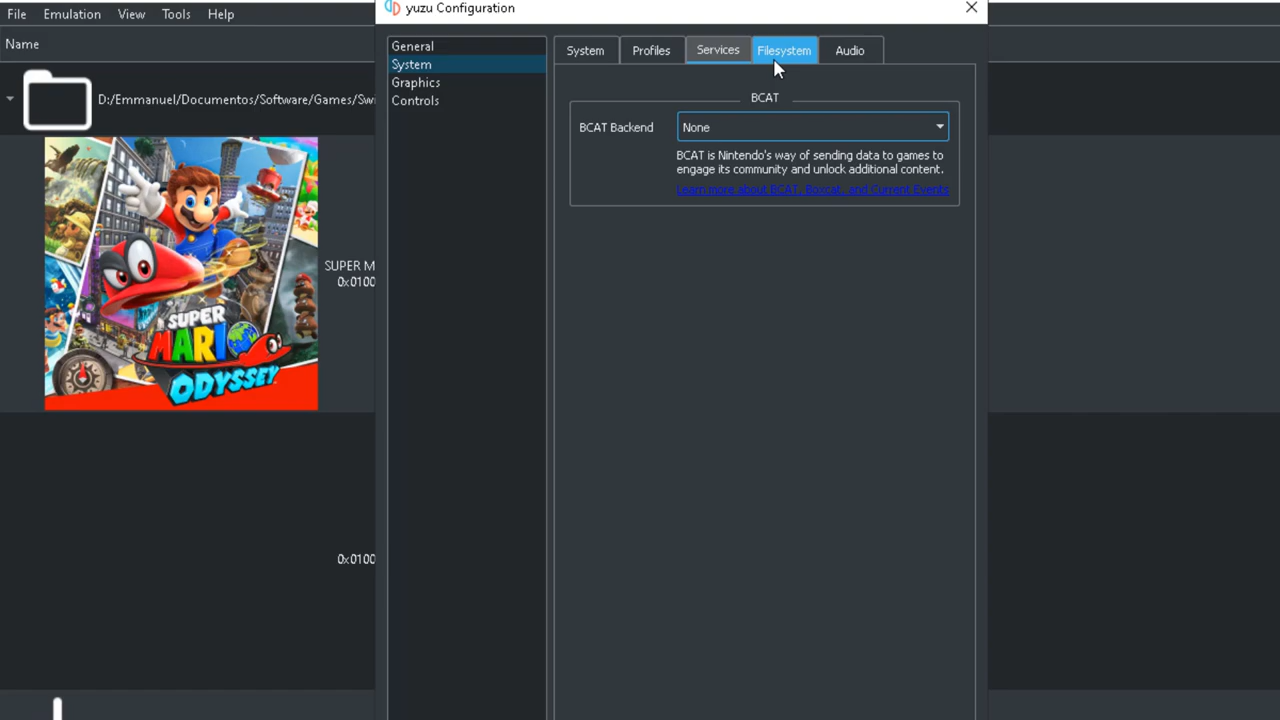 yuzu Configuration
File Emulation View Tools Help
Name
General
System
Graphics
Controls
System Profiles Services Filesystem Audio
D:/Emmanuel/Documentos/Software/Games/Swi
BCAT
BCAT Backend None
BCAT is Nintendo's way of sending data to games to
engage its community and unlock additional content.
Learn more about BCAT, Boxcat, and Current Events
SUPER
MARIO
ODYSSEY
SUPER M
0x0100
0x0100